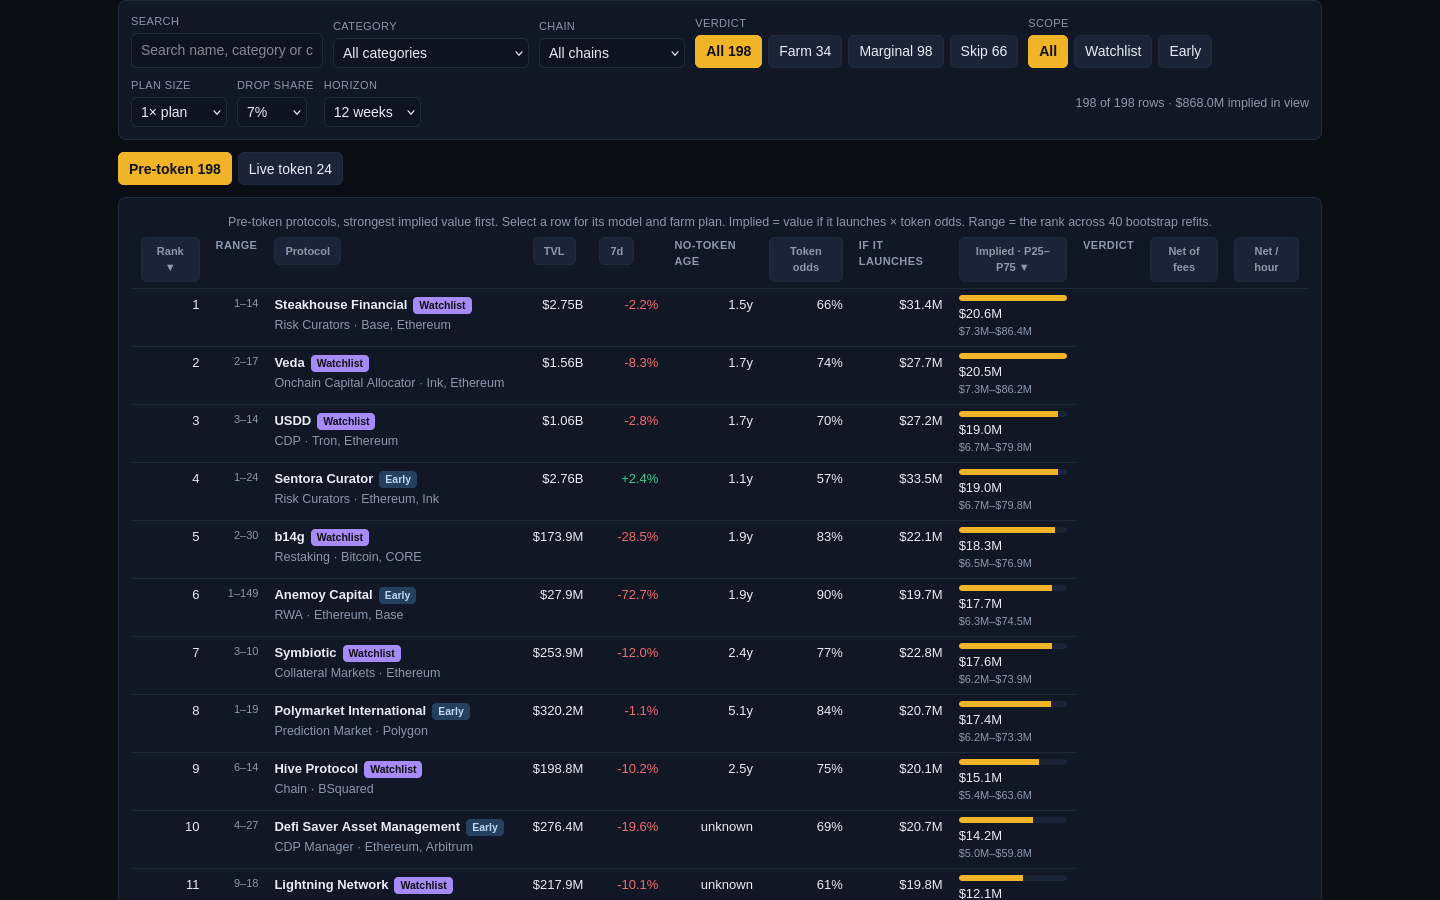 SEARCH
CATEGORY
CHAIN
VERDICT
SCOPE
Search name, category or c
All categories
All chains
All 198
Farm 34
Marginal 98
Skip 66
All
Watchlist
Early
PLAN SIZE
DROP SHARE
HORIZON
1× plan
7%
12 weeks
198 of 198 rows · $868.0M implied in view
Pre-token 198
Live token 24
Pre-token protocols, strongest implied value first. Select a row for its model and farm plan. Implied = value if it launches × token odds. Range = the rank across 40 bootstrap refits.
Rank ▼
RANGE
Protocol
TVL
7d
NO-TOKEN AGE
Token odds
IF IT LAUNCHES
Implied · P25–P75 ▼
VERDICT
Net of fees
Net / hour
1 1–14 Steakhouse Financial Watchlist $2.75B -2.2% 1.5y 66% $31.4M $20.6M
Risk Curators · Base, Ethereum $7.3M–$86.4M
2 2–17 Veda Watchlist $1.56B -8.3% 1.7y 74% $27.7M $20.5M
Onchain Capital Allocator · Ink, Ethereum $7.3M–$86.2M
3 3–14 USDD Watchlist $1.06B -2.8% 1.7y 70% $27.2M $19.0M
CDP · Tron, Ethereum $6.7M–$79.8M
4 1–24 Sentora Curator Early $2.76B +2.4% 1.1y 57% $33.5M $19.0M
Risk Curators · Ethereum, Ink $6.7M–$79.8M
5 2–30 b14g Watchlist $173.9M -28.5% 1.9y 83% $22.1M $18.3M
Restaking · Bitcoin, CORE $6.5M–$76.9M
6 1–149 Anemoy Capital Early $27.9M -72.7% 1.9y 90% $19.7M $17.7M
RWA · Ethereum, Base $6.3M–$74.5M
7 3–10 Symbiotic Watchlist $253.9M -12.0% 2.4y 77% $22.8M $17.6M
Collateral Markets · Ethereum $6.2M–$73.9M
8 1–19 Polymarket International Early $320.2M -1.1% 5.1y 84% $20.7M $17.4M
Prediction Market · Polygon $6.2M–$73.3M
9 6–14 Hive Protocol Watchlist $198.8M -10.2% 2.5y 75% $20.1M $15.1M
Chain · BSquared $5.4M–$63.6M
10 4–27 Defi Saver Asset Management Early $276.4M -19.6% unknown 69% $20.7M $14.2M
CDP Manager · Ethereum, Arbitrum $5.0M–$59.8M
11 9–18 Lightning Network Watchlist $217.9M -10.1% unknown 61% $19.8M $12.1M